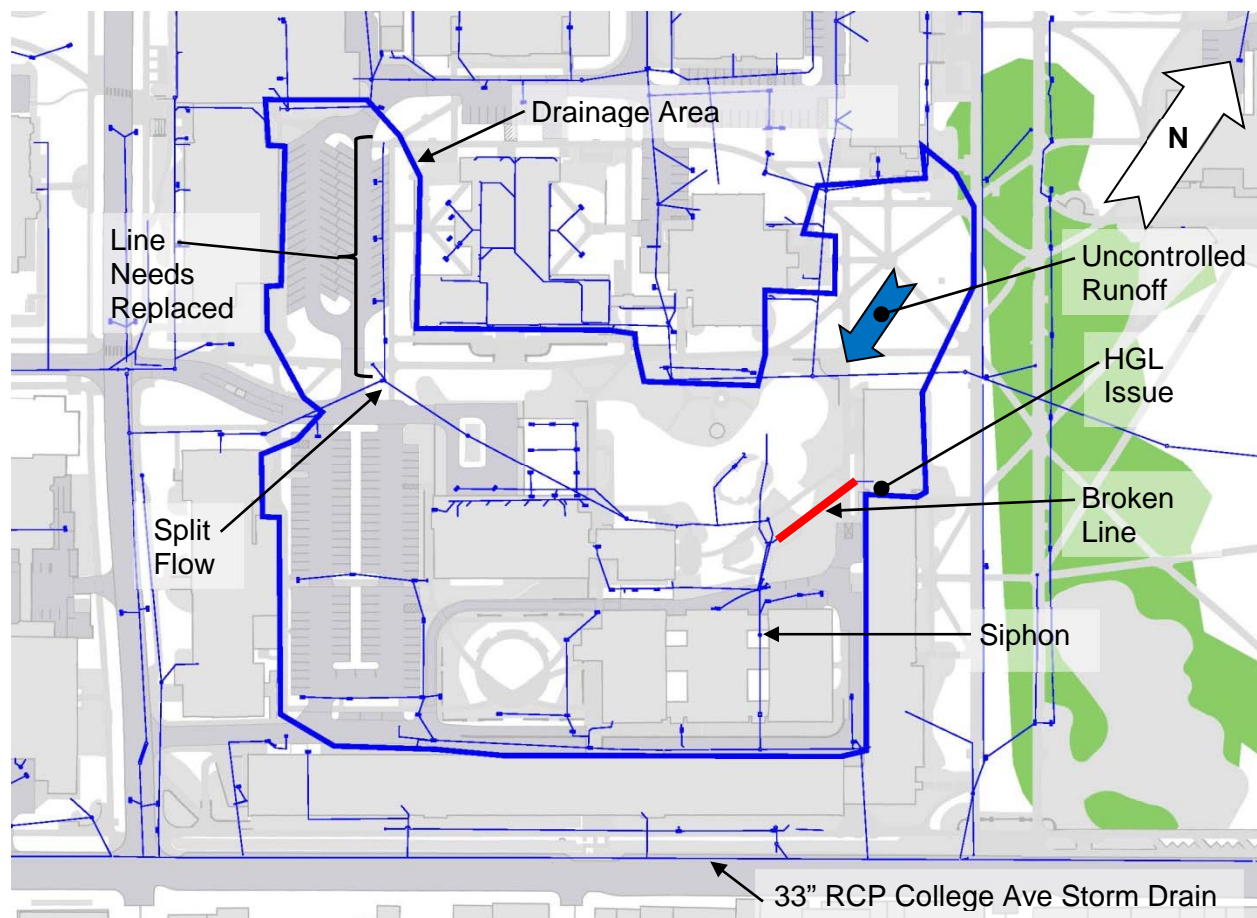 Drainage Area
N
Line
Needs
Replaced
Uncontrolled
Runoff
HGL
Issue
Broken
Line
Split
Flow
Siphon
33” RCP College Ave Storm Drain